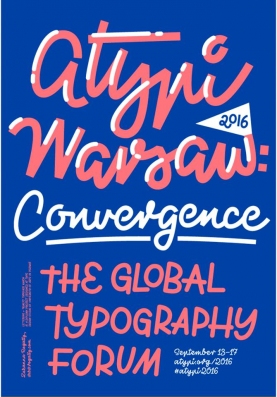 Atypi
2016
Warsaw:
Convergence
THE GLOBAL
TYPOGRAPHY
FORUM
September 13-17
atypi.org/2016
#atypi2016